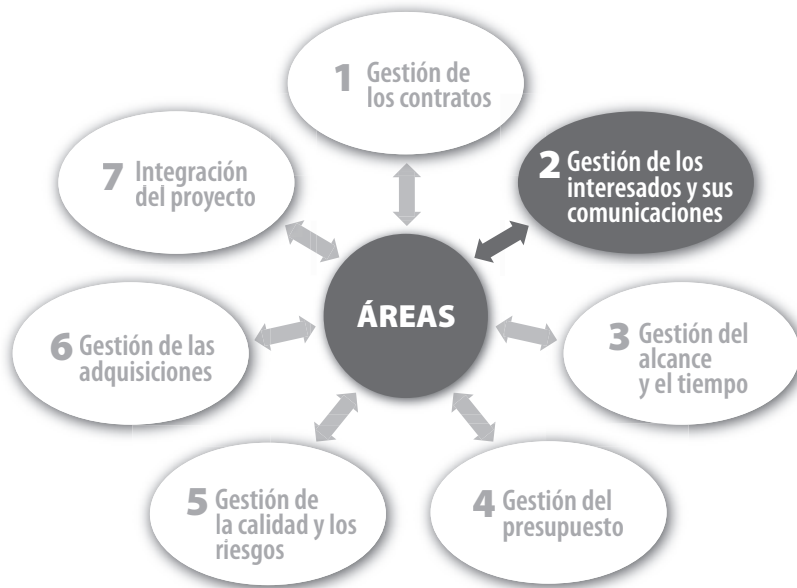 1 Gestión de
los contratos
2 Gestión de los
interesados y sus
comunicaciones
3 Gestión del
alcance
y el tiempo
4 Gestión del
presupuesto
5 Gestión de
la calidad y los
riesgos
6 Gestión de las
adquisiciones
7 Integración
del proyecto
ÁREAS